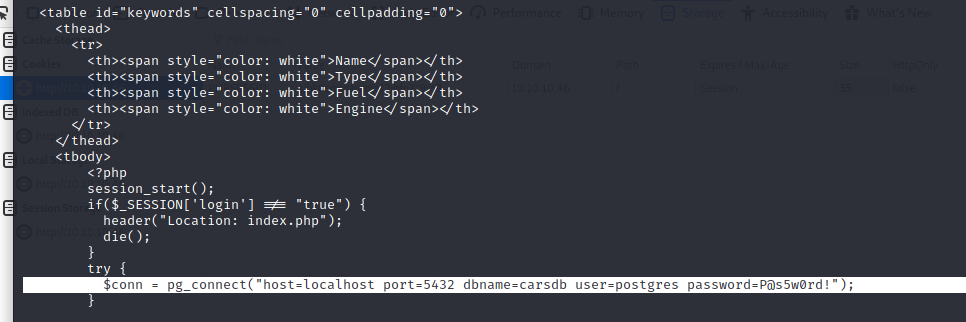 <table id="keywords" cellspacing="0" cellpadding="0">
Performance Memory Storage Accessibility What's New
<thead>
Cache Storage
<tr>
Cookies
<th><span style="color: white">Name</span></th>
Domain Path Expires / Max-Age Size HttpOnly
<th><span style="color: white">Type</span></th>
<th><span style="color: white">Fuel</span></th>
Session 35 false
<th><span style="color: white">Engine</span></th>
Indexed DB
</tr>
</thead>
<tbody>
<?php
session_start();
if($_SESSION['login'] !== "true") {
Session Storage
header("Location: index.php");
die();
}
try {
$conn = pg_connect("host=localhost port=5432 dbname=carsdb user=postgres password=P@s5w0rd!");
}